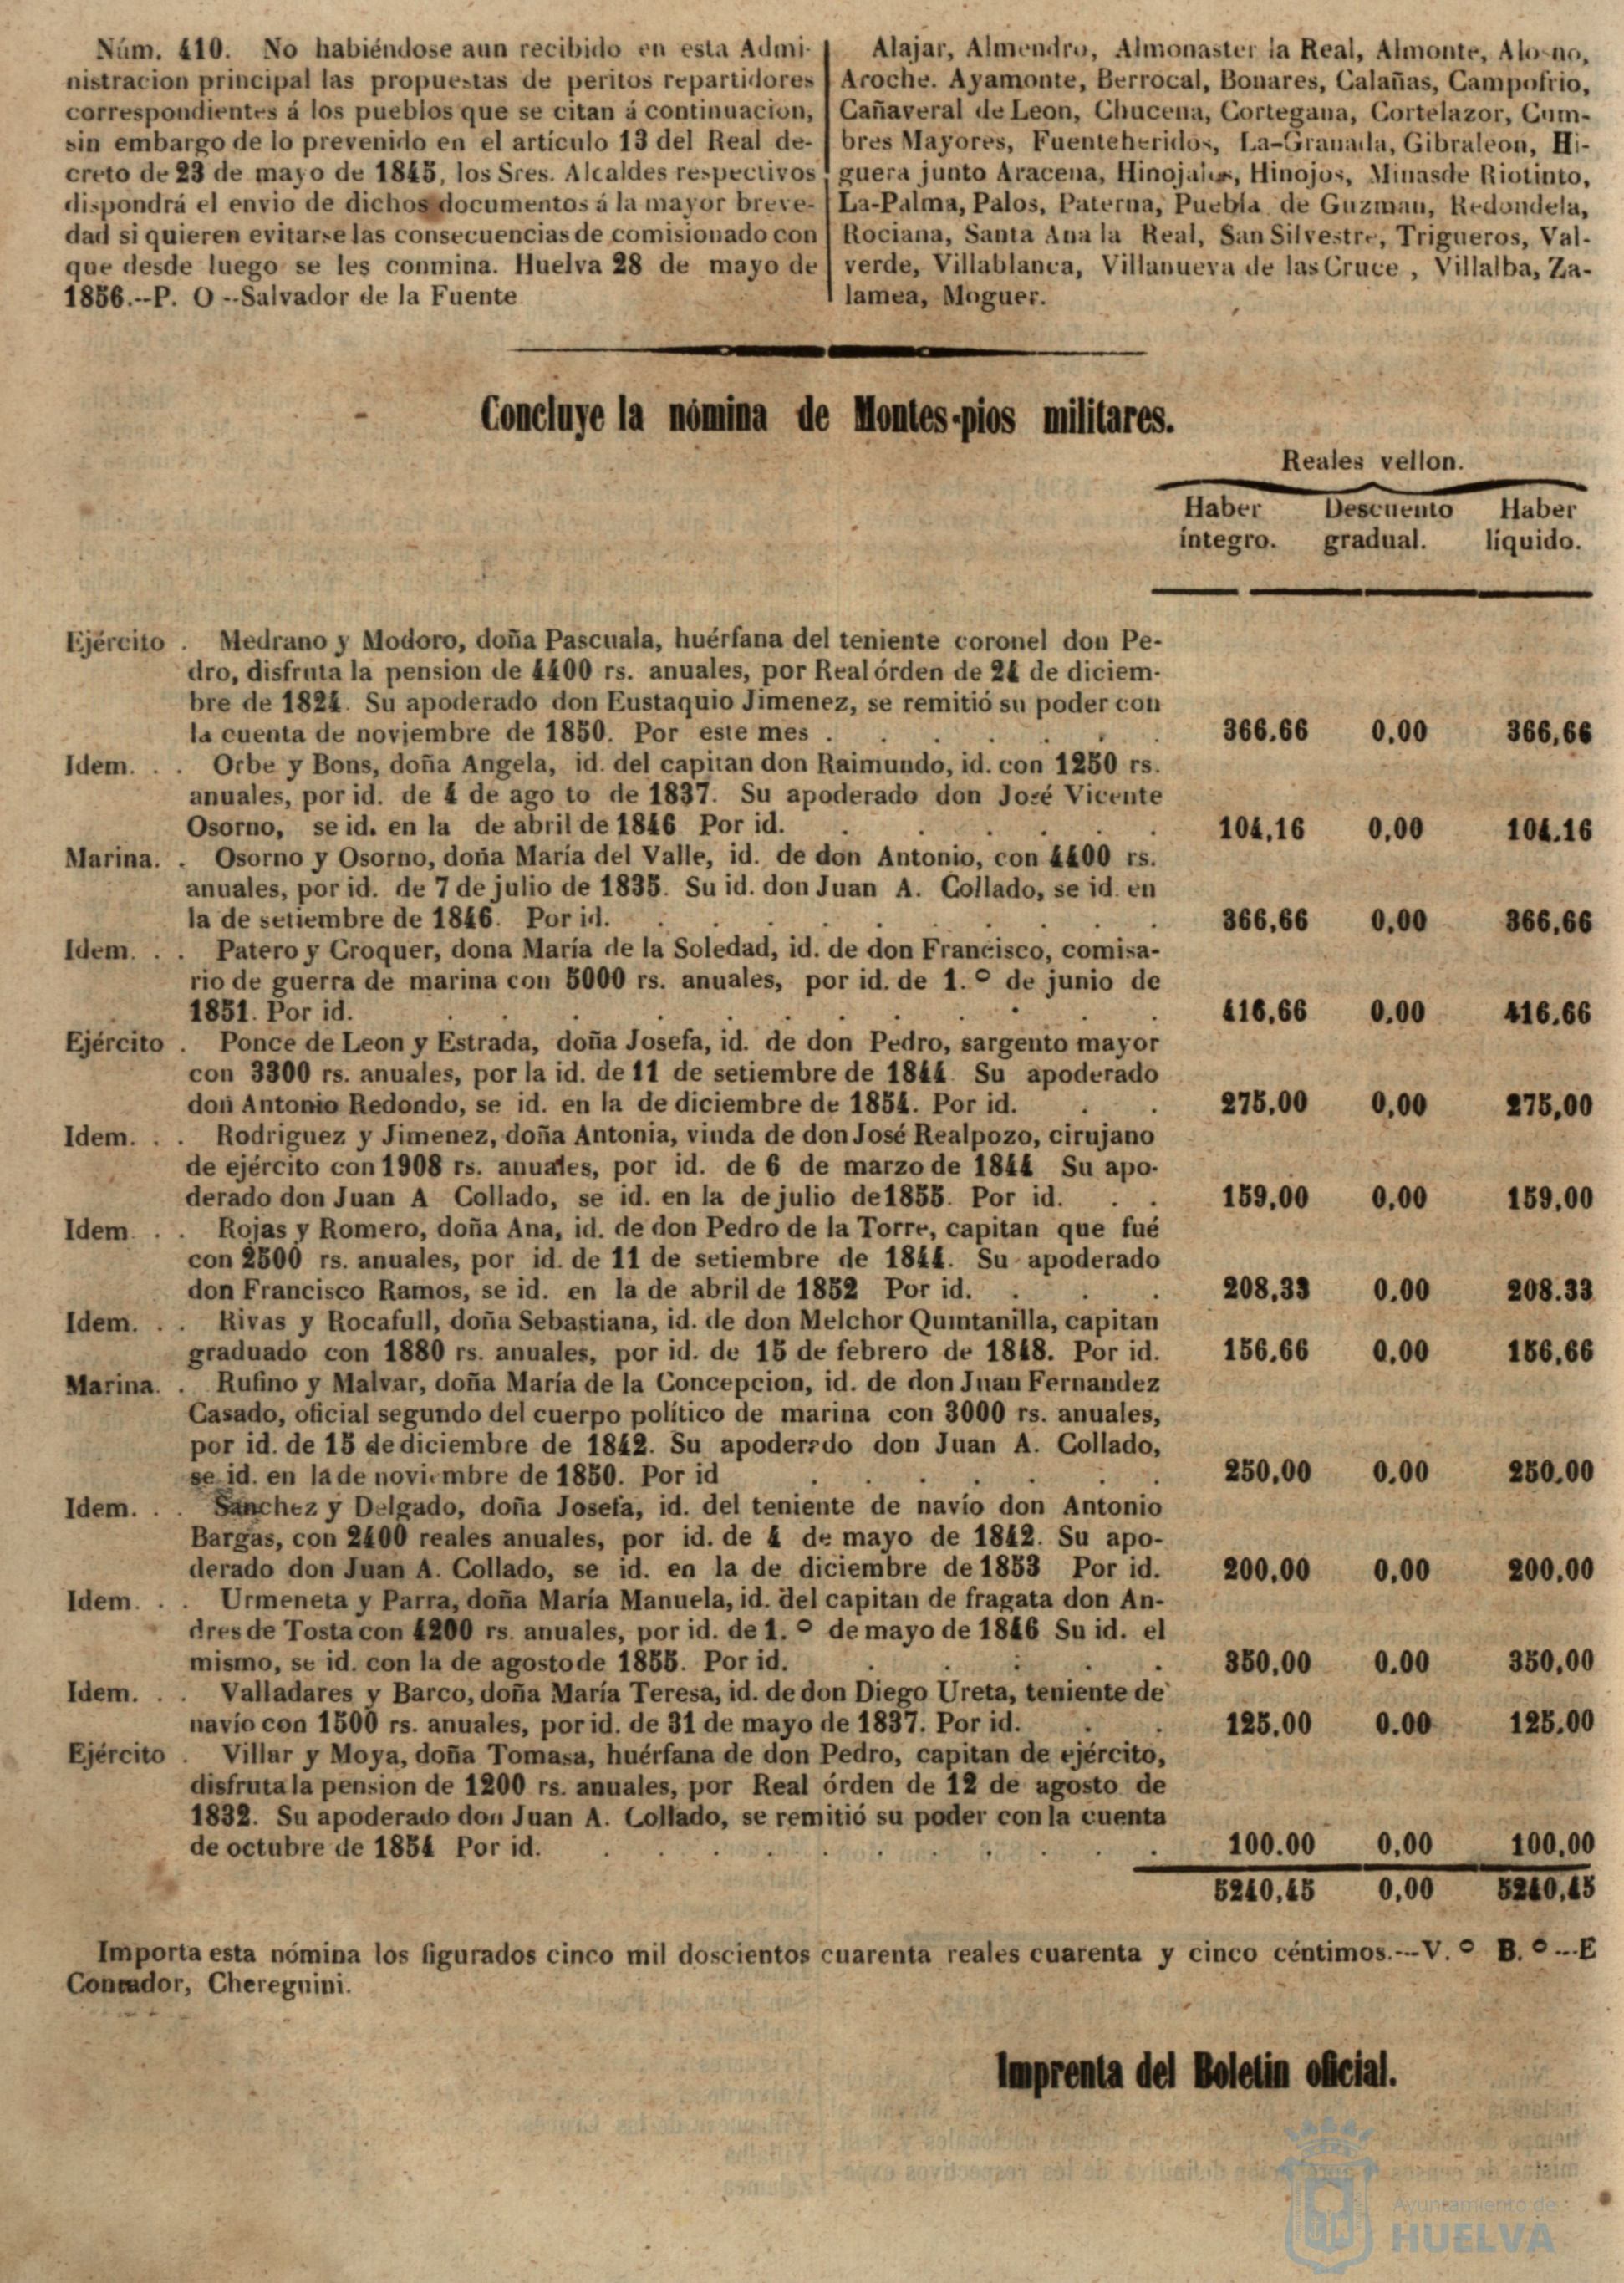 Núm. 410. No habiéndose aun recibido en esta Admi-
nistracion principal las propuestas de peritos repartidores
correspondientes á los pueblos que se citan á continuacion,
sin embargo de lo prevenido en el artículo 13 del Real de-
creto de 23 de mayo de 1845, los Sres. Alcaldes respectivos
dispondrá el envio de dichos documentos á la mayor breve-
dad si quieren evitarse las consecuencias de comisionado con
que desde luego se les conmina. Huelva 28 de mayo de
1856.--P. O --Salvador de la Fuente
Alajar, Almendro, Almonaster la Real, Almonte, Alosno,
Aroche. Ayamonte, Berrocal, Bonares, Calañas, Campofrio,
Cañaveral de Leon, Chucena, Cortegana, Cortelazor, Cum-
bres Mayores, Fuenteheridos, La-Granada, Gibraleon, Hi-
guera junto Aracena, Hinojales, Hinojos, Minasde Riotinto,
La-Palma, Palos, Paterna, Puebla de Guzman, Redondela,
Rociana, Santa Ana la Real, San Silvestre, Trigueros, Val-
verde, Villablanca, Villanueva de las Cruce , Villalba, Za-
lamea, Moguer.
Concluye la nómina de Montes-pios militares.
Reales vellon.
Haber Descuento Haber
integro. gradual. líquido.
Ejército . Medrano y Modoro, doña Pascuala, huérfana del teniente coronel don Pe-
dro, disfruta la pension de 4400 rs. anuales, por Real órden de 24 de diciem-
bre de 1824. Su apoderado don Eustaquio Jimenez, se remitió su poder con
la cuenta de noviembre de 1850. Por este mes . . . . . . . 366.66 0.00 366,66
Idem. . . Orbe y Bons, doña Angela, id. del capitan don Raimundo, id. con 1250 rs.
anuales, por id. de 4 de ago to de 1837. Su apoderado don José Vicente
Osorno, se id. en la de abril de 1846 Por id. . . . . . . 104,16 0,00 104.16
Marina. . Osorno y Osorno, doña María del Valle, id. de don Antonio, con 4400 rs.
anuales, por id. de 7 de julio de 1835. Su id. don Juan A. Collado, se id. en
la de setiembre de 1846. Por id. . . . . . . . . . 366,66 0,00 366,66
Idem. . . Patero y Croquer, dona María de la Soledad, id. de don Francisco, comisa-
rio de guerra de marina con 5000 rs. anuales, por id. de 1.º de junio de
1851. Por id. . . . . . . . . . . . 416,66 0.00 416.66
Ejército . Ponce de Leon y Estrada, doña Josefa, id. de don Pedro, sargento mayor
con 3300 rs. anuales, por la id. de 11 de setiembre de 1844 Su apoderado
don Antonio Redondo, se id. en la de diciembre de 1854. Por id. . . 275,00 0,00 275,00
Idem. . . Rodriguez y Jimenez, doña Antonia, viuda de don José Realpozo, cirujano
de ejército con 1908 rs. anuales, por id. de 6 de marzo de 1844 Su apo-
derado don Juan A Collado, se id. en la de julio de 1855. Por id. . . 159,00 0,00 159,00
Idem. . . Rojas y Romero, doña Ana, id. de don Pedro de la Torre, capitan que fué
con 2500 rs. anuales, por id. de 11 de setiembre de 1844. Su apoderado
don Francisco Ramos, se id. en la de abril de 1852 Por id. . . . 208,33 0.00 208.33
Idem. . . Rivas y Rocafull, doña Sebastiana, id. de don Melchor Quintanilla, capitan
graduado con 1880 rs. anuales, por id. de 15 de febrero de 1848. Por id. 156,66 0,00 156,66
Marina. . Rufino y Malvar, doña María de la Concepcion, id. de don Juan Fernandez
Casado, oficial segundo del cuerpo político de marina con 3000 rs. anuales,
por id. de 15 de diciembre de 1842. Su apoderado don Juan A. Collado,
se id. en la de noviembre de 1850. Por id . . . . . . . 250,00 0.00 250.00
Idem. . . Sanchez y Delgado, doña Josefa, id. del teniente de navío don Antonio
Bargas, con 2400 reales anuales, por id. de 4 de mayo de 1842. Su apo-
derado don Juan A. Collado, se id. en la de diciembre de 1853 Por id. 200,00 0,00 200,00
Idem. . . Urmeneta y Parra, doña María Manuela, id. del capitan de fragata don An-
dres de Tosta con 4200 rs. anuales, por id. de 1.º de mayo de 1846 Su id. el
mismo, se id. con la de agosto de 1855. Por id. . . . . . 350,00 0.00 350,00
Idem. . . Valladares y Barco, doña María Teresa, id. de don Diego Ureta, teniente de
navío con 1500 rs. anuales, por id. de 31 de mayo de 1837. Por id. . . 125,00 0.00 125.00
Ejército . Villar y Moya, doña Tomasa, huérfana de don Pedro, capitan de ejército,
disfruta la pension de 1200 rs. anuales, por Real órden de 12 de agosto de
1832. Su apoderado don Juan A. Collado, se remitió su poder con la cuenta
de octubre de 1854 Por id. . . . . . . . . . . 100.00 0,00 100,00
5240,45 0,00 5240,45
Importa esta nómina los figurados cinco mil doscientos cuarenta reales cuarenta y cinco céntimos.---V.º B.º---E
Contador, Chereguini.
Imprenta del Boletin oficial.
Ayuntamiento de
HUELVA